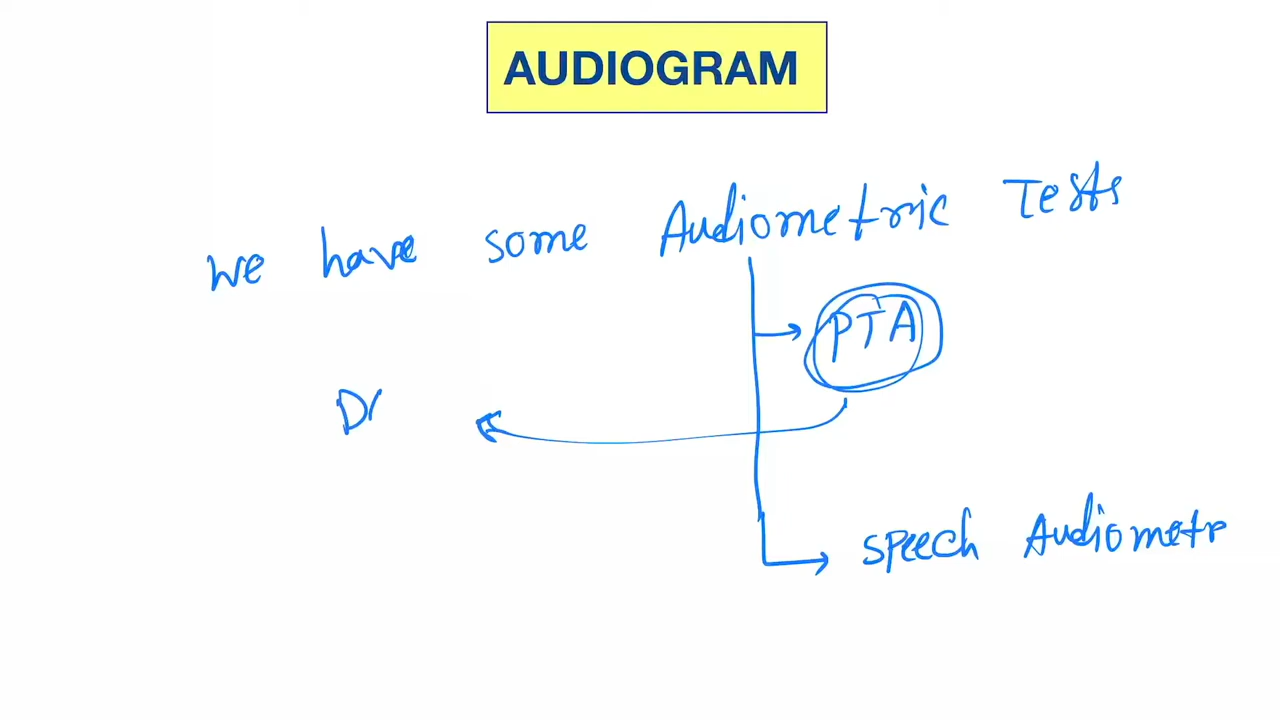 AUDIOGRAM
We have some Audiometric Tests
PTA
Dr
speech Audiometr